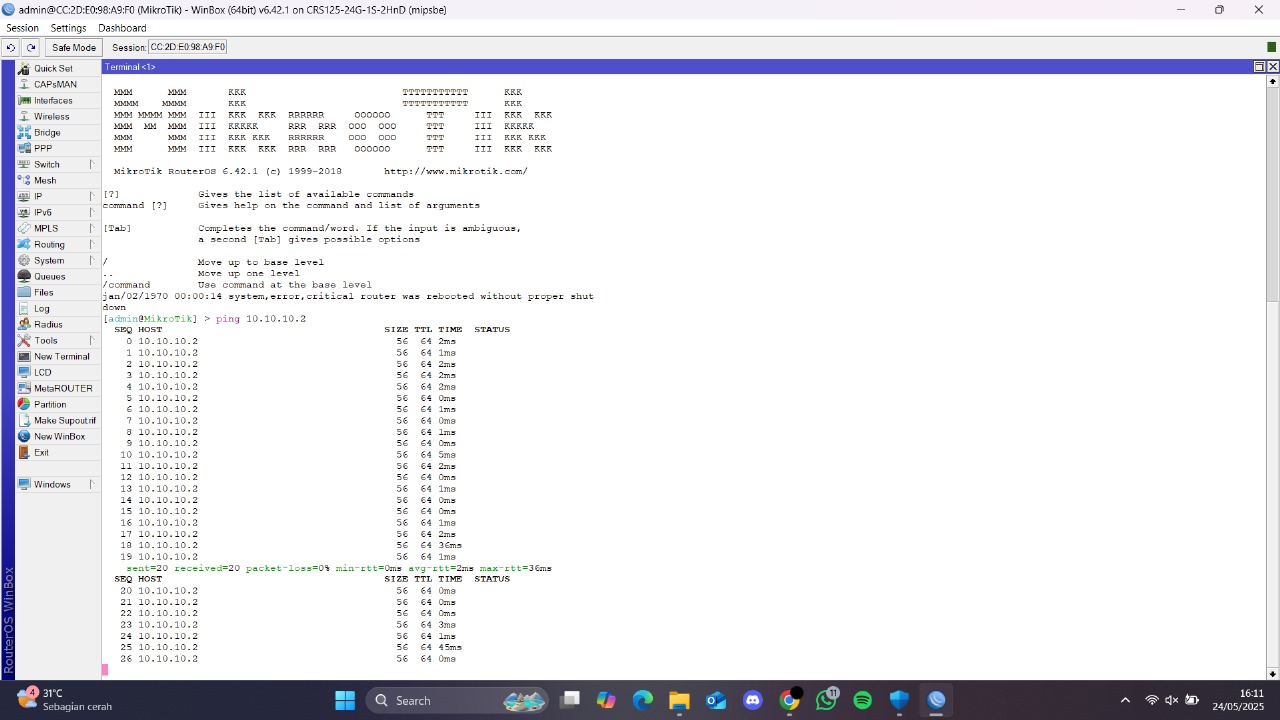 admin@CC:2D:E0:98:A9:F0 (MikroTik) - WinBox (64bit) v6.42.1 on CRS125-24G-1S-2HnD (mipsbe)
Session Settings Dashboard
Safe Mode Session: CC:2D:E0:98:A9:F0
Quick Set
CAPsMAN
Interfaces
Wireless
Bridge
PPP
Switch
Mesh
IP
IPv6
MPLS
Routing
System
Queues
Files
Log
Radius
Tools
New Terminal
LCD
MetaROUTER
Partition
Make Supout.rif
New WinBox
Exit
Windows
RouterOS WinBox
Terminal <1>
MMM MMM KKK TTTTTTTTTTT KKK
MMMM MMMM KKK TTTTTTTTTTT KKK
MMM MMMM MMM III KKK KKK RRRRRR OOOOOO TTT III KKK KKK
MMM MM MMM III KKKKK RRR RRR OOO OOO TTT III KKKKK
MMM MMM III KKK KKK RRRRRR OOO OOO TTT III KKK KKK
MMM MMM III KKK KKK RRR RRR OOOOOO TTT III KKK KKK
MikroTik RouterOS 6.42.1 (c) 1999-2018 http://www.mikrotik.com/
[?] Gives the list of available commands
command [?] Gives help on the command and list of arguments
[Tab] Completes the command/word. If the input is ambiguous,
a second [Tab] gives possible options
/ Move up to base level
.. Move up one level
/command Use command at the base level
jan/02/1970 00:00:14 system,error,critical router was rebooted without proper shut
down
[admin@MikroTik] > ping 10.10.10.2
SEQ HOST SIZE TTL TIME STATUS
0 10.10.10.2 56 64 2ms
1 10.10.10.2 56 64 1ms
2 10.10.10.2 56 64 2ms
3 10.10.10.2 56 64 2ms
4 10.10.10.2 56 64 2ms
5 10.10.10.2 56 64 0ms
6 10.10.10.2 56 64 1ms
7 10.10.10.2 56 64 0ms
8 10.10.10.2 56 64 1ms
9 10.10.10.2 56 64 0ms
10 10.10.10.2 56 64 5ms
11 10.10.10.2 56 64 2ms
12 10.10.10.2 56 64 0ms
13 10.10.10.2 56 64 1ms
14 10.10.10.2 56 64 0ms
15 10.10.10.2 56 64 0ms
16 10.10.10.2 56 64 1ms
17 10.10.10.2 56 64 2ms
18 10.10.10.2 56 64 36ms
19 10.10.10.2 56 64 1ms
sent=20 received=20 packet-loss=0% min-rtt=0ms avg-rtt=2ms max-rtt=36ms
SEQ HOST SIZE TTL TIME STATUS
20 10.10.10.2 56 64 0ms
21 10.10.10.2 56 64 0ms
22 10.10.10.2 56 64 0ms
23 10.10.10.2 56 64 3ms
24 10.10.10.2 56 64 1ms
25 10.10.10.2 56 64 45ms
26 10.10.10.2 56 64 0ms
4
31°C
Sebagian cerah
Search
11
16:11
24/05/2025